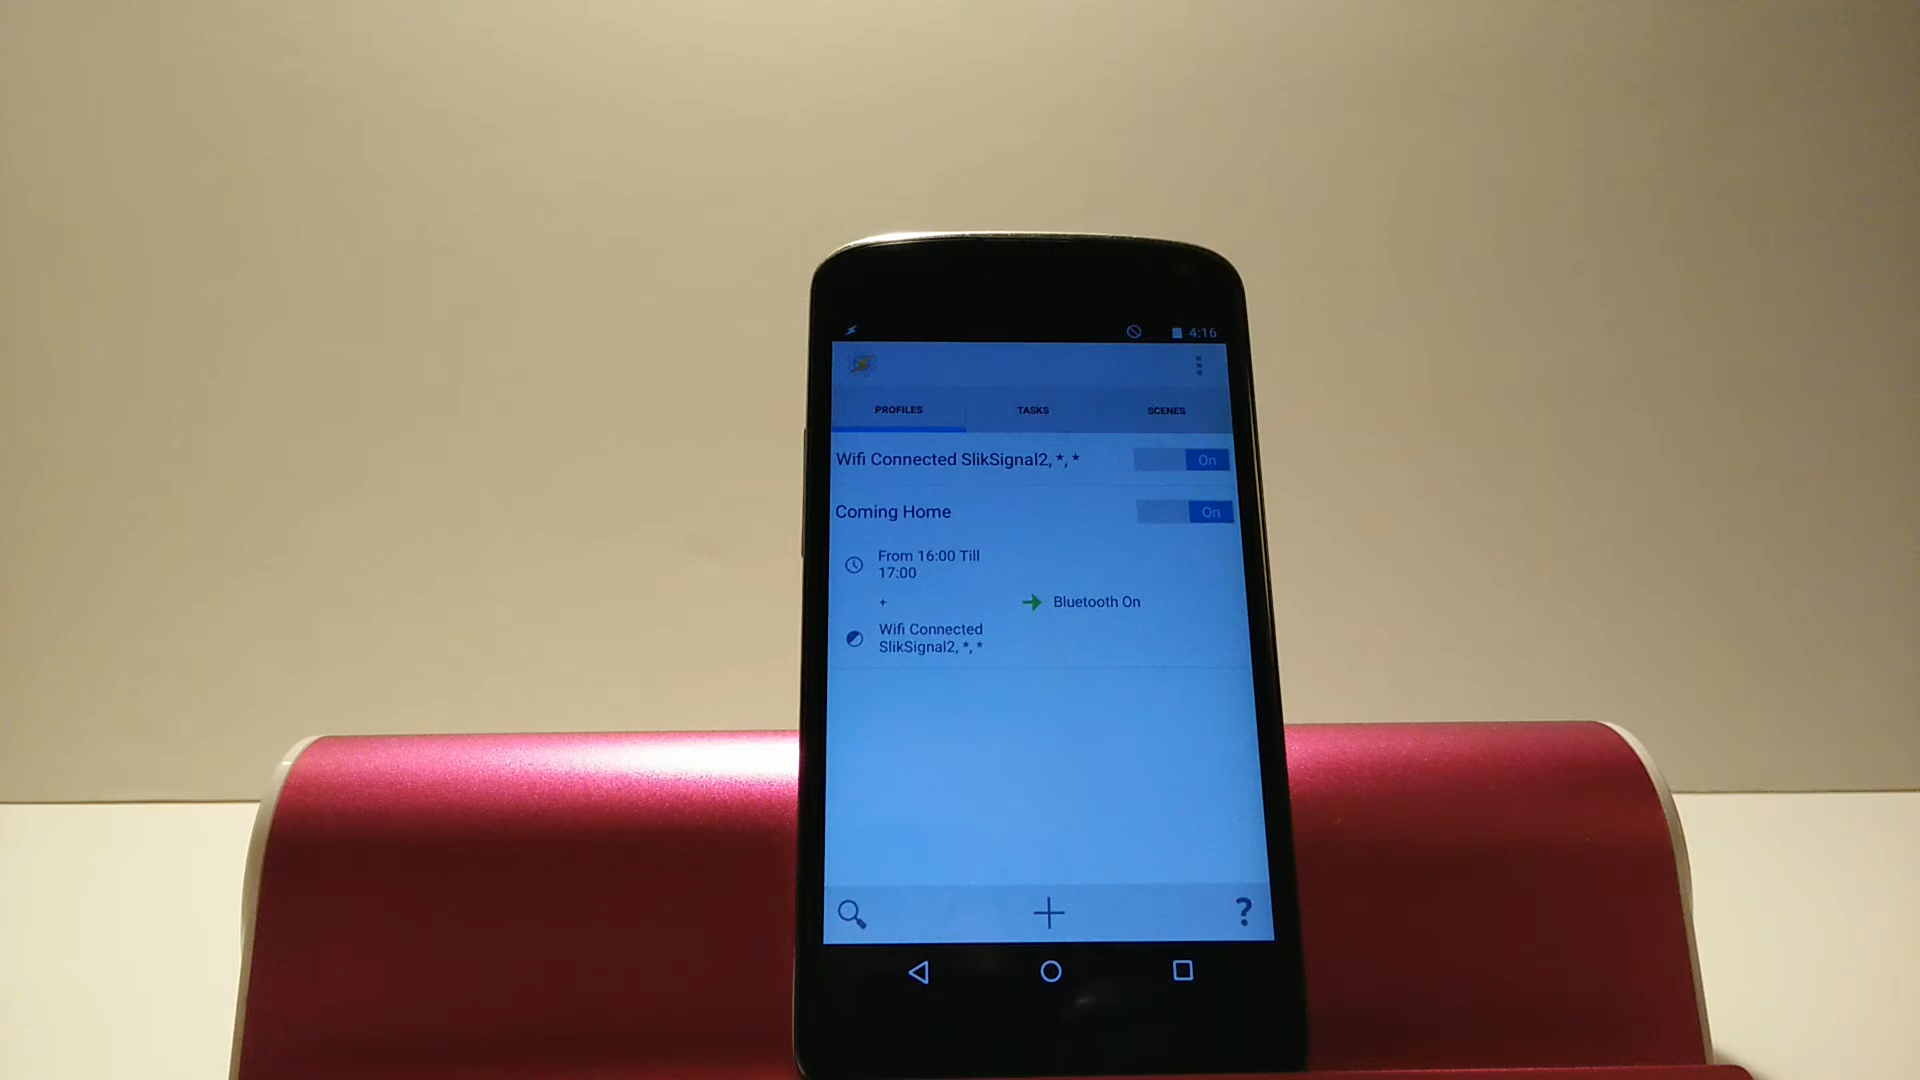 4:16
PROFILES TASKS SCENES
Wifi Connected SlikSignal2, *, * On
Coming Home On
From 16:00 Till
17:00
+
Bluetooth On
Wifi Connected
SlikSignal2, *, *
?